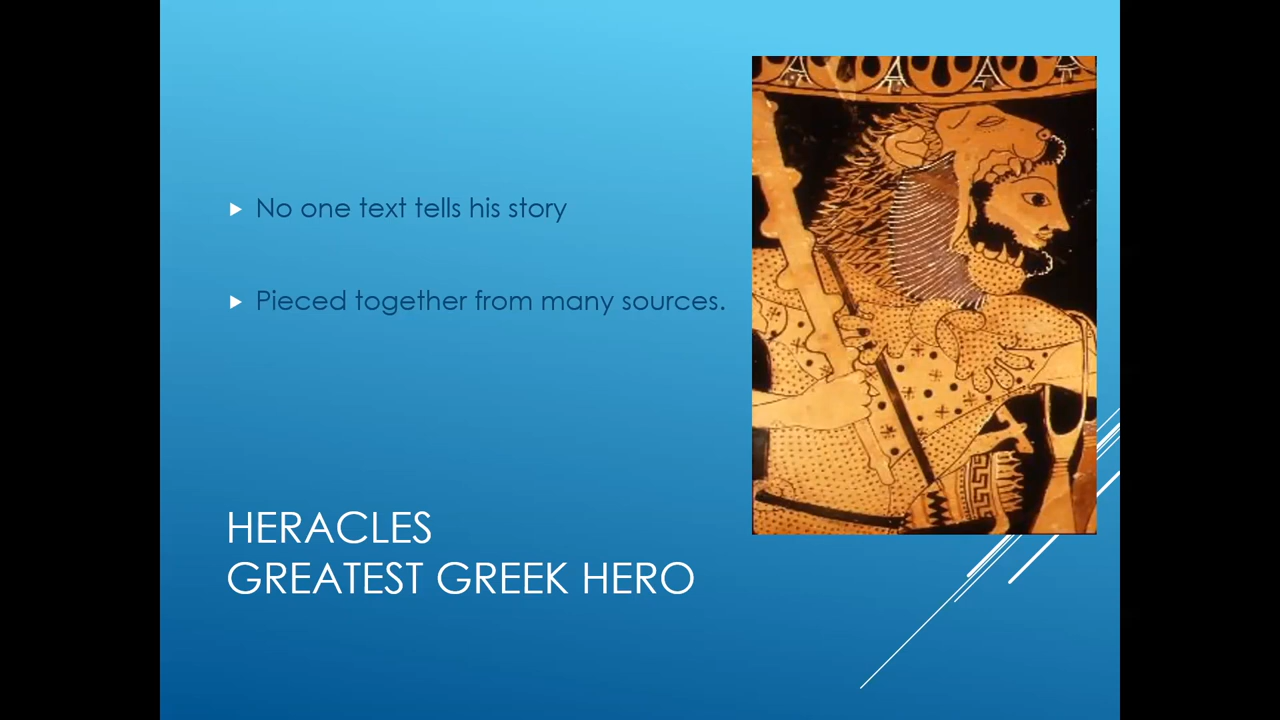 No one text tells his story
Pieced together from many sources.
HERACLES
GREATEST GREEK HERO